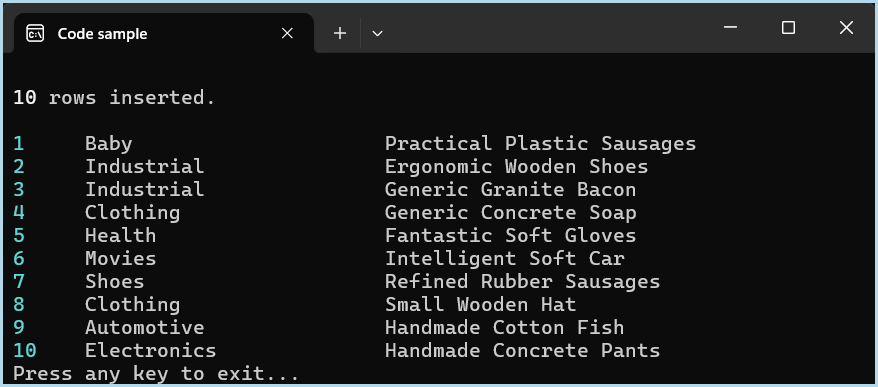 Code sample
10 rows inserted.
1 Baby Practical Plastic Sausages
2 Industrial Ergonomic Wooden Shoes
3 Industrial Generic Granite Bacon
4 Clothing Generic Concrete Soap
5 Health Fantastic Soft Gloves
6 Movies Intelligent Soft Car
7 Shoes Refined Rubber Sausages
8 Clothing Small Wooden Hat
9 Automotive Handmade Cotton Fish
10 Electronics Handmade Concrete Pants
Press any key to exit...